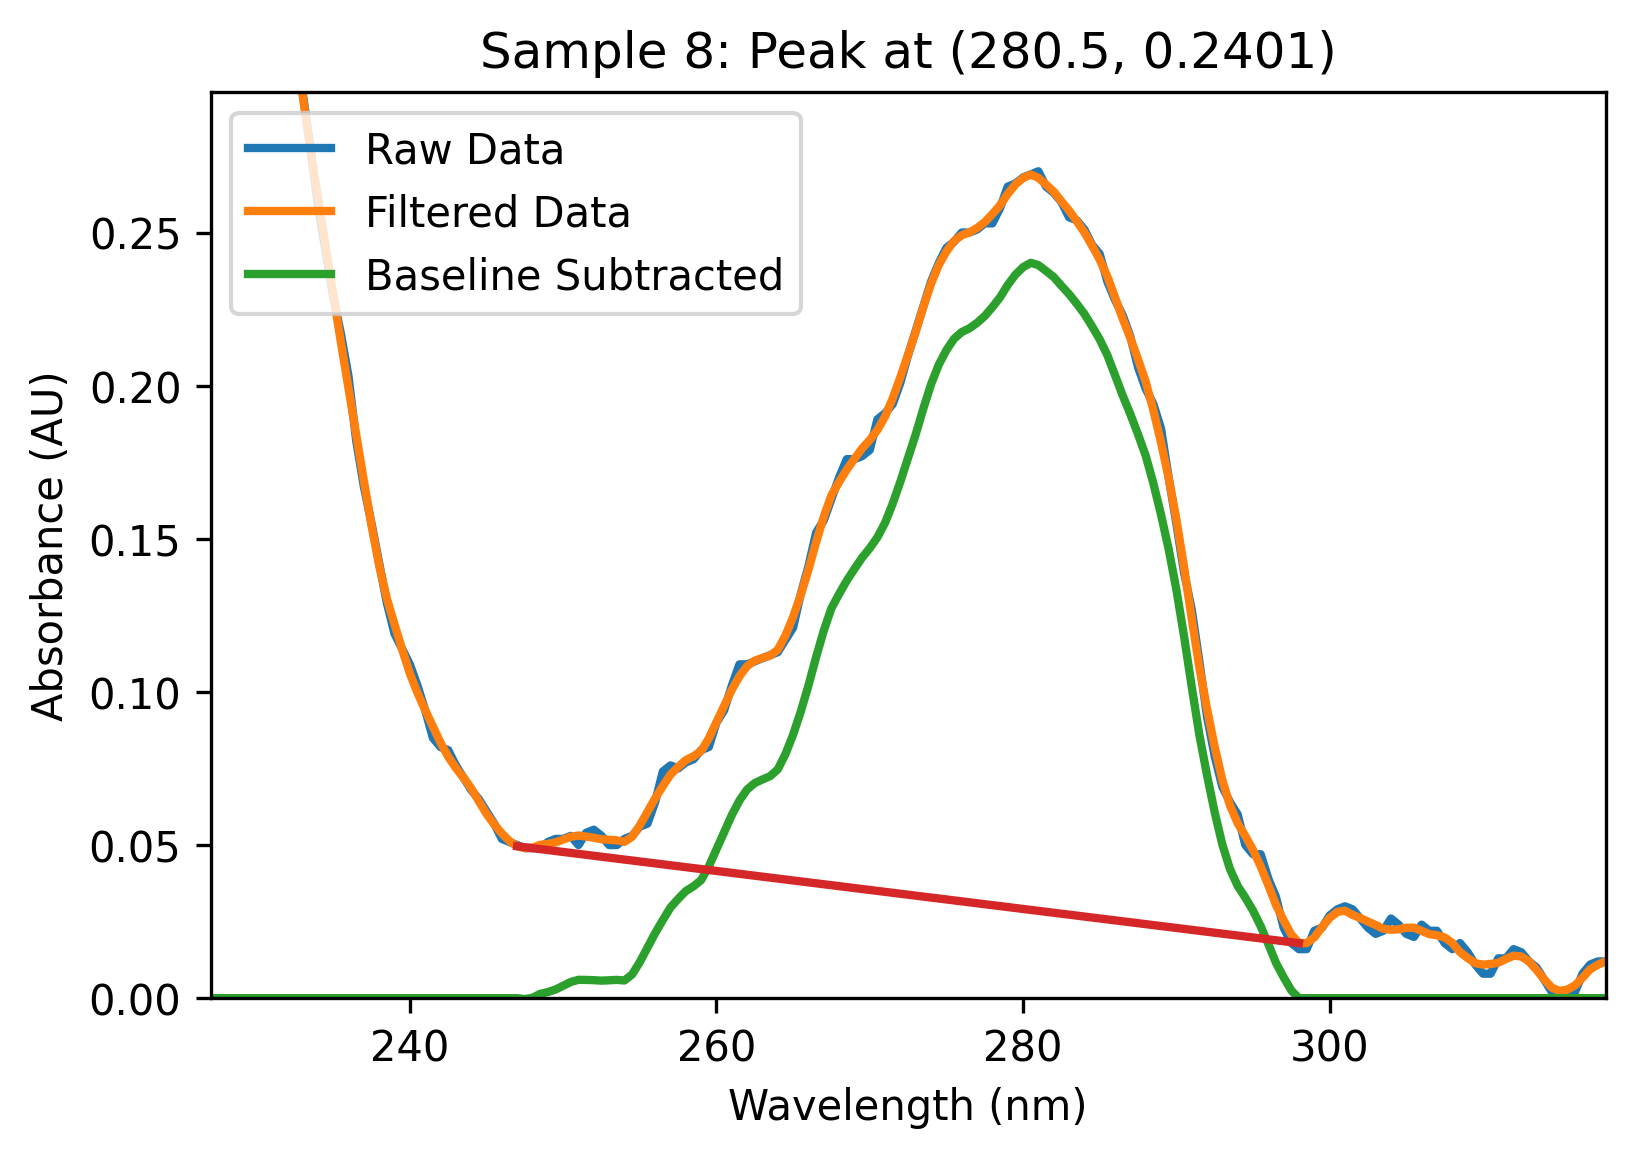 Sample 8: Peak at (280.5, 0.2401)
Raw Data
Filtered Data
Baseline Subtracted
Absorbance (AU)
0.25
0.20
0.15
0.10
0.05
0.00
240 260 280 300
Wavelength (nm)